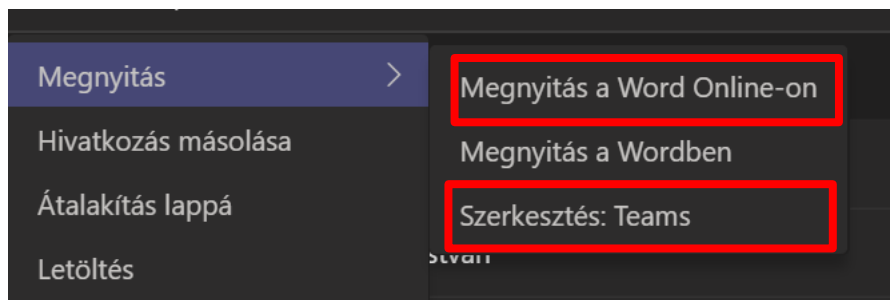 Megnyitás
Hivatkozás másolása
Átalakítás lappá
Letöltés
Megnyitás a Word Online-on
Megnyitás a Wordben
Szerkesztés: Teams